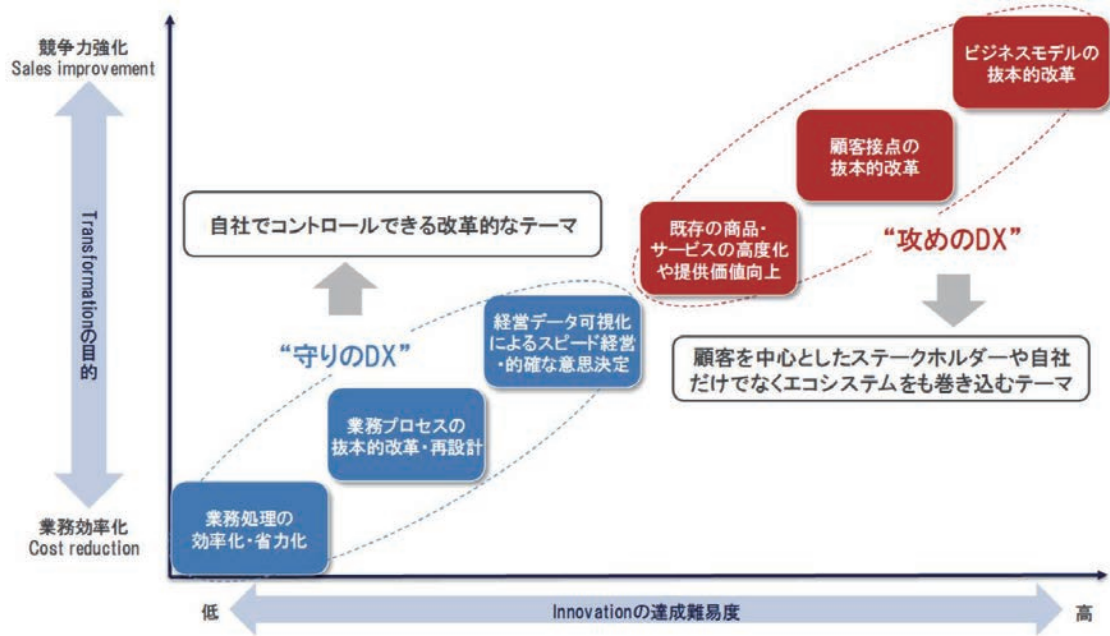 競争力強化
Sales improvement
Transformationの目的
業務効率化
Cost reduction
ビジネスモデルの
抜本的改革
顧客接点の
抜本的改革
既存の商品・
サービスの高度化
や提供価値向上
“攻めのDX”
顧客を中心としたステークホルダーや自社
だけでなくエコシステムをも巻き込むテーマ
自社でコントロールできる改革的なテーマ
“守りのDX”
経営データ可視化
によるスピード経営
・的確な意思決定
業務プロセスの
抜本的改革・再設計
業務処理の
効率化・省力化
低
Innovationの達成難易度
高